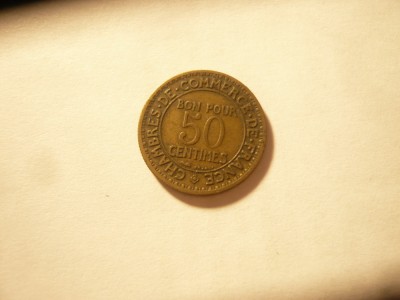 CHAMBRES·DE·COMMERCE·DE·FRANCE
BON POUR
50
CENTIMES